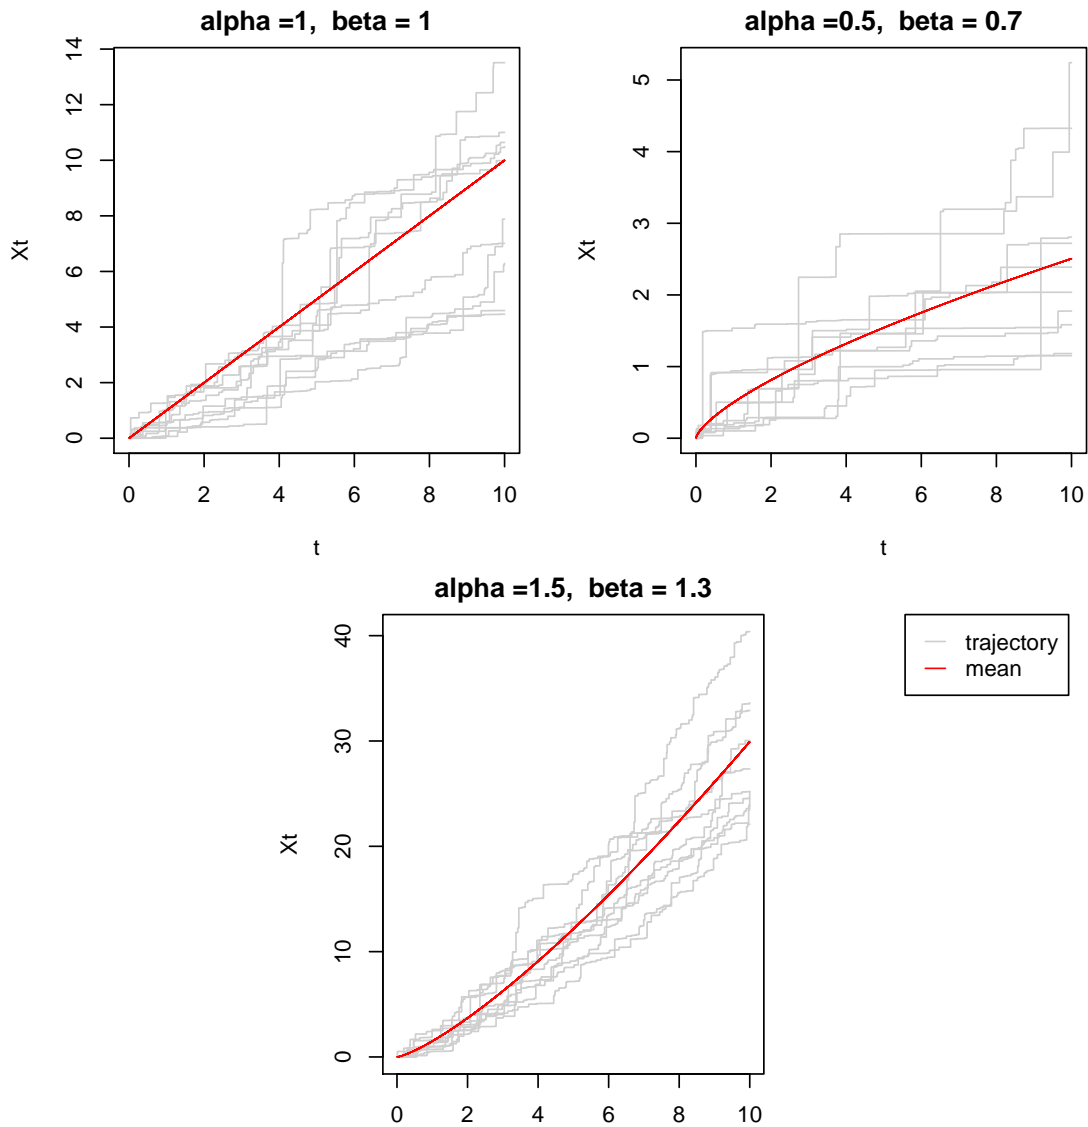 alpha =1,  beta = 1
14
12
10
8
6
4
2
0
Xt
0 2 4 6 8 10
t
alpha =0.5,  beta = 0.7
5
4
3
2
1
0
Xt
0 2 4 6 8 10
t
alpha =1.5,  beta = 1.3
40
30
20
10
0
Xt
0 2 4 6 8 10
trajectory
mean